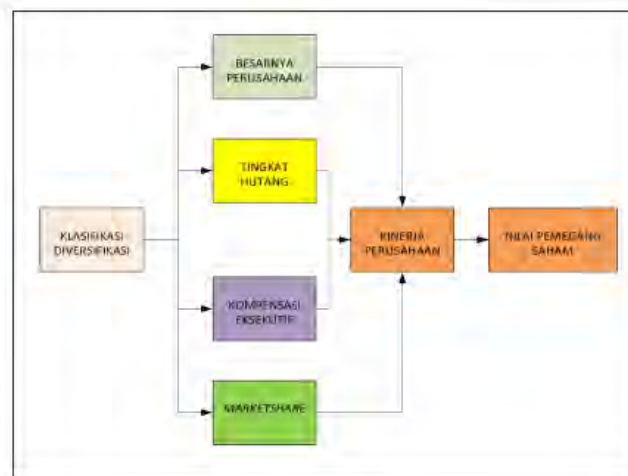 BESARNYA
PERUSAHAAN
TINGKAT
HUTANG
KLASIFIKASI
DIVERSIFIKASI
KINERJA
PERUSAHAAN
NILAI PEMEGANG
SAHAM
KOMPENSASI
EKSEKUTIF
MARKETSHARE